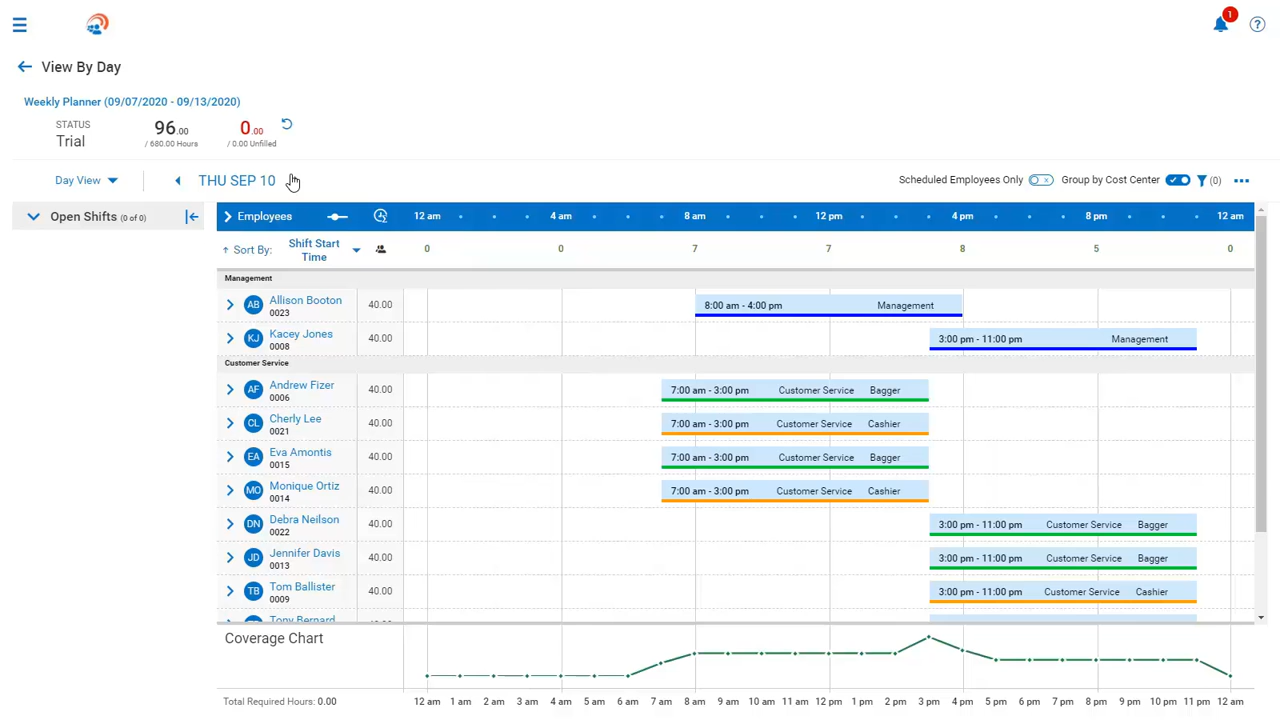 1
?
View By Day
Weekly Planner (09/07/2020 - 09/13/2020)
STATUS
Trial
96.00
/ 680.00 Hours
0.00
/ 0.00 Unfilled
Day View
THU SEP 10
Scheduled Employees Only
Group by Cost Center
(0)
Open Shifts (0 of 0)
Employees
12 am 4 am 8 am 12 pm 4 pm 8 pm 12 am
Sort By: Shift Start Time
0 0 7 7 8 5 0
Management
AB Allison Booton 40.00 8:00 am - 4:00 pm Management
0023
KJ Kacey Jones 40.00 3:00 pm - 11:00 pm Management
0008
Customer Service
AF Andrew Fizer 40.00 7:00 am - 3:00 pm Customer Service Bagger
0006
CL Cherly Lee 40.00 7:00 am - 3:00 pm Customer Service Cashier
0021
EA Eva Amontis 40.00 7:00 am - 3:00 pm Customer Service Bagger
0015
MO Monique Ortiz 40.00 7:00 am - 3:00 pm Customer Service Cashier
0014
DN Debra Neilson 40.00 3:00 pm - 11:00 pm Customer Service Bagger
0022
JD Jennifer Davis 40.00 3:00 pm - 11:00 pm Customer Service Bagger
0013
TB Tom Ballister 40.00 3:00 pm - 11:00 pm Customer Service Cashier
0009
Tony Bernard
Coverage Chart
Total Required Hours: 0.00
12 am 1 am 2 am 3 am 4 am 5 am 6 am 7 am 8 am 9 am 10 am 11 am 12 pm 1 pm 2 pm 3 pm 4 pm 5 pm 6 pm 7 pm 8 pm 9 pm 10 pm 11 pm 12 am